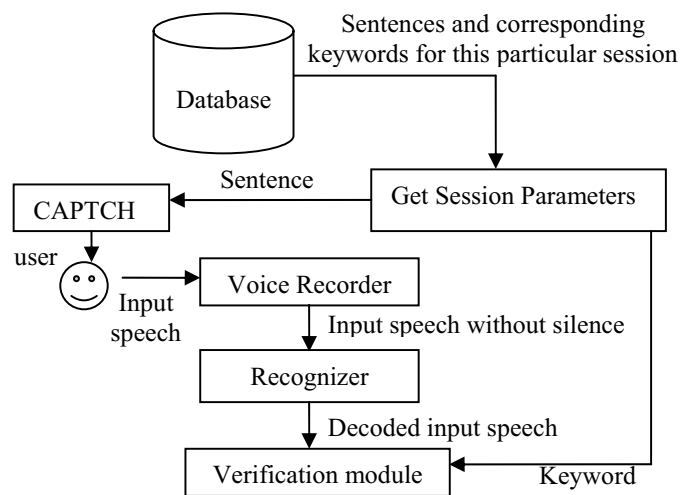 Sentences and corresponding
keywords for this particular session
Database
Sentence
Get Session Parameters
CAPTCH
user
Input
speech
Voice Recorder
Input speech without silence
Recognizer
Decoded input speech
Verification module
Keyword